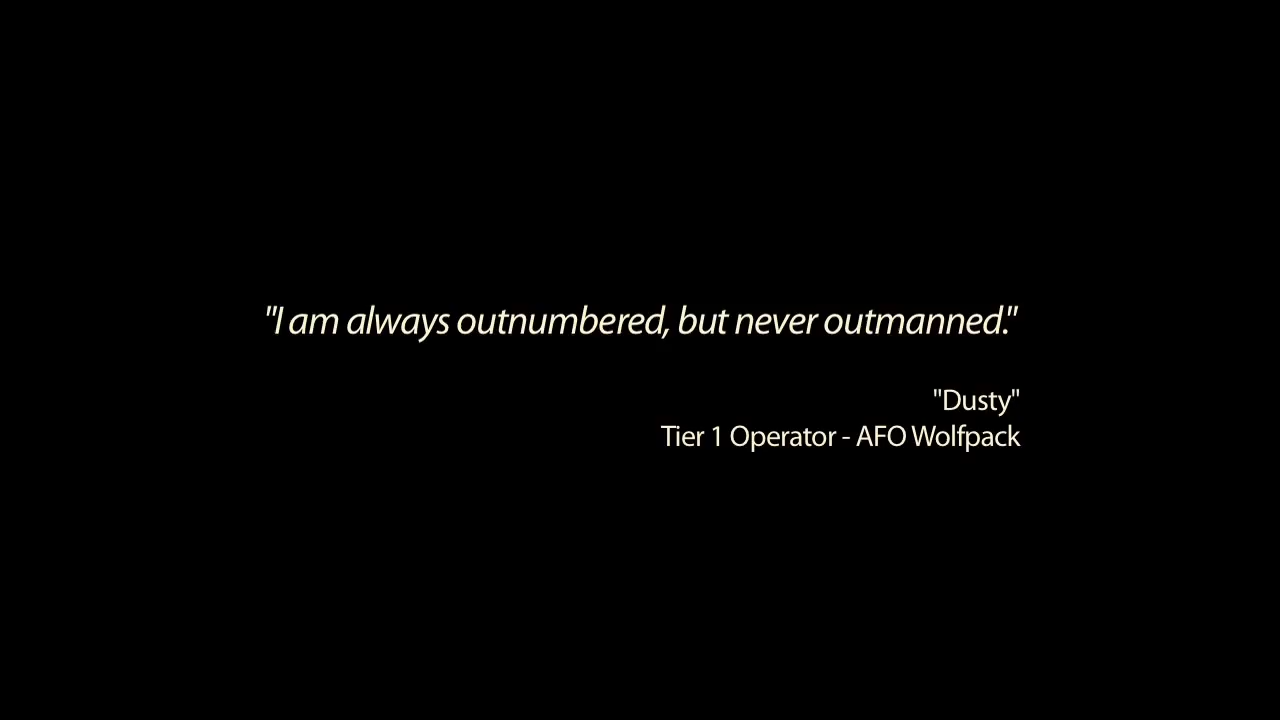 "I am always outnumbered, but never outmanned."
"Dusty"
Tier 1 Operator - AFO Wolfpack